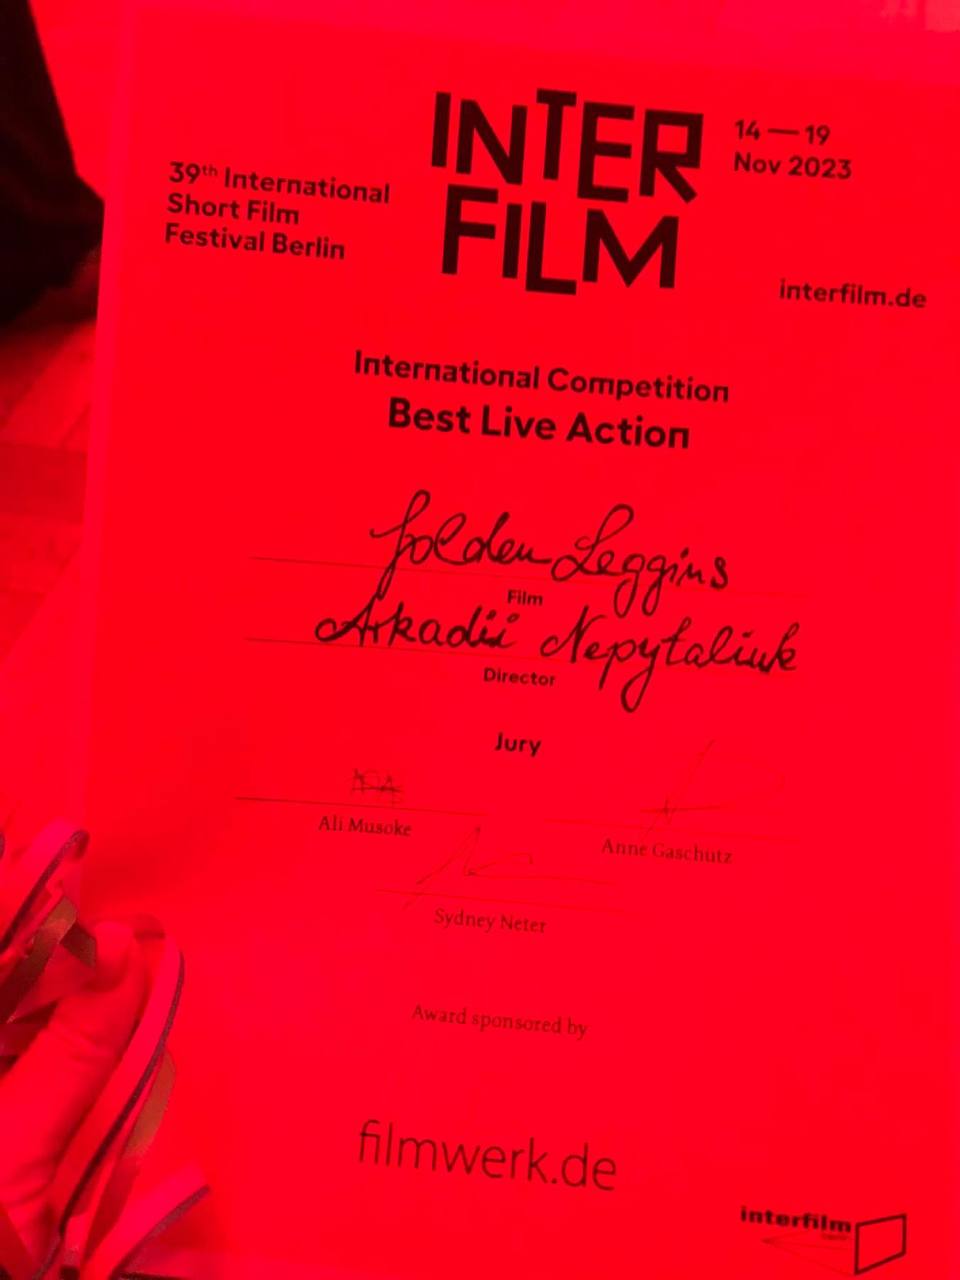 39th International
Short Film
Festival Berlin
INTER
FILM
14 — 19
Nov 2023
interfilm.de
International Competition
Best Live Action
Golden Leggins
Film
Arkadii Nepytaliuk
Director
Jury
Ali Musoke
Anne Gaschutz
Sydney Neter
Award sponsored by
filmwerk.de
interfilm